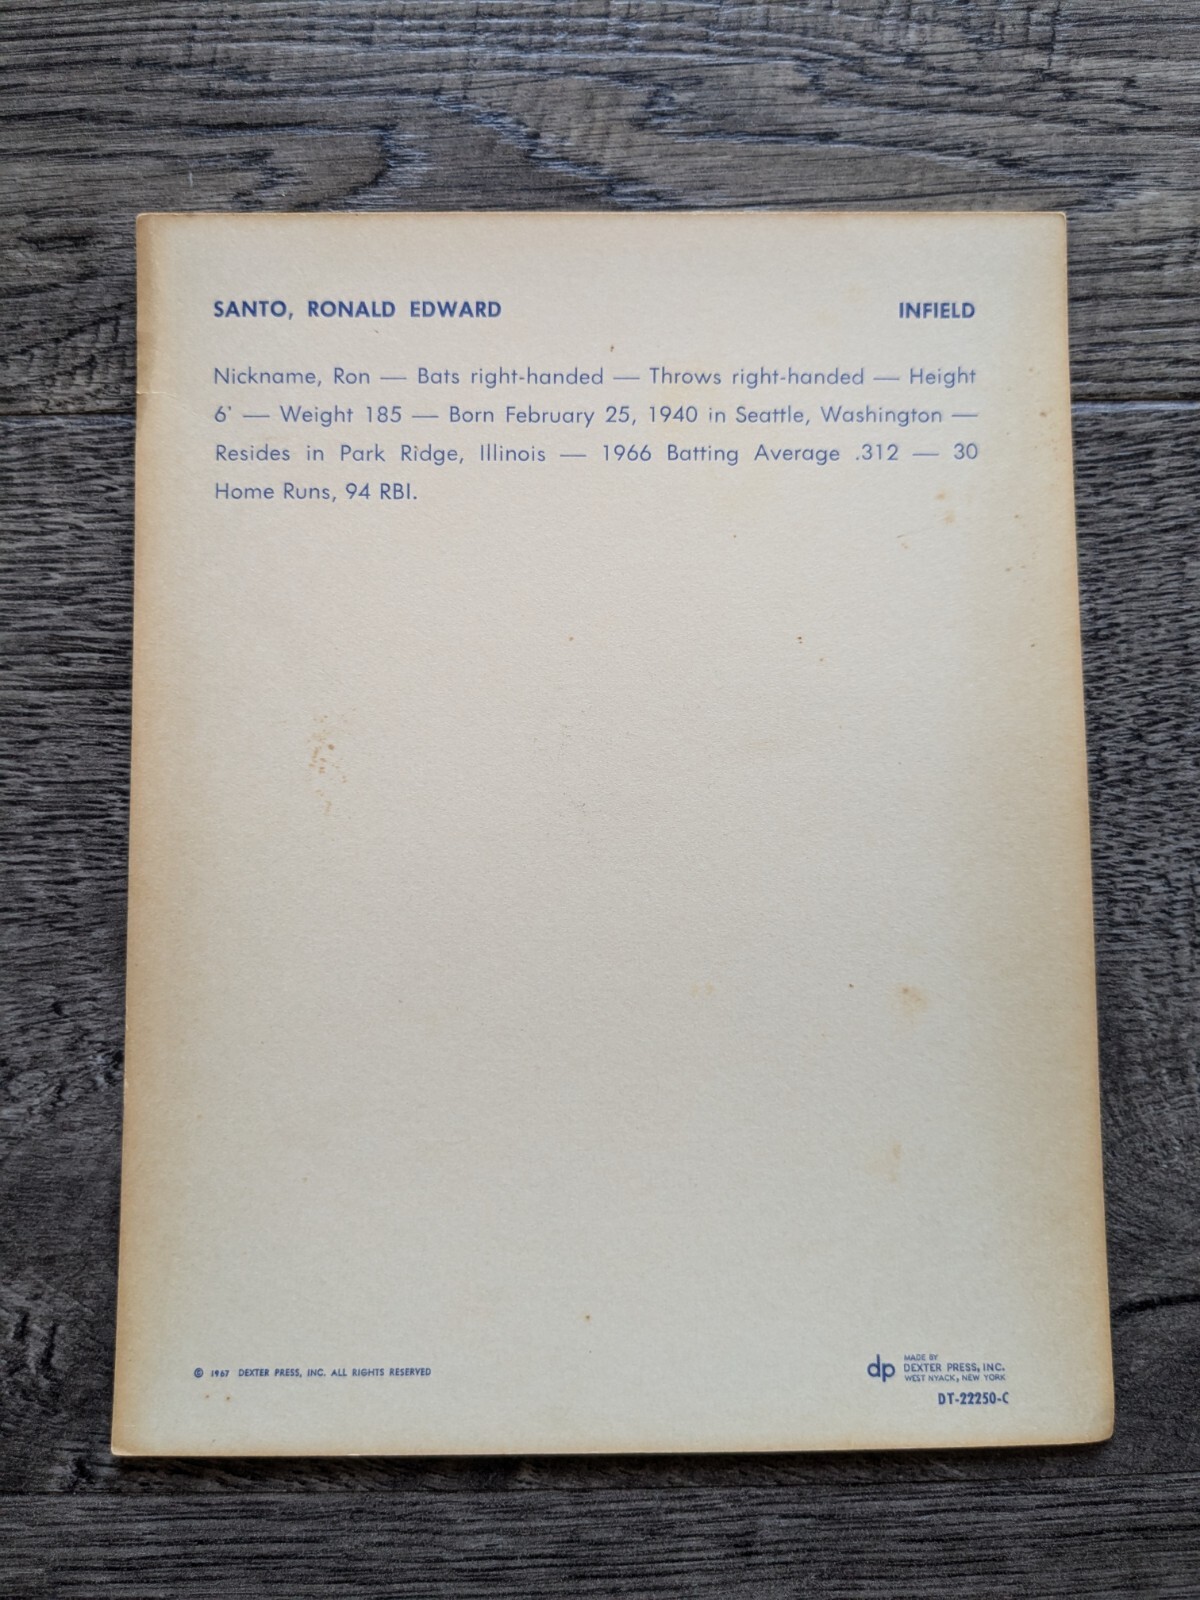 SANTO, RONALD EDWARD INFIELD
Nickname, Ron — Bats right-handed — Throws right-handed — Height
6' — Weight 185 — Born February 25, 1940 in Seattle, Washington —
Resides in Park Ridge, Illinois — 1966 Batting Average .312 — 30
Home Runs, 94 RBI.
© 1967 DEXTER PRESS, INC. ALL RIGHTS RESERVED
dp
MADE BY
DEXTER PRESS, INC.
WEST NYACK, NEW YORK
DT-22250-C